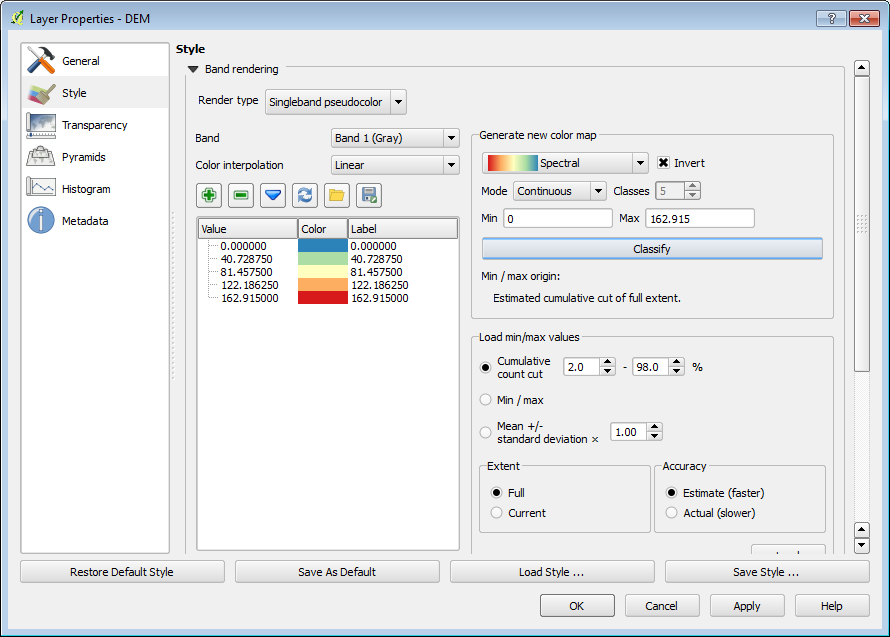 Layer Properties - DEM
General
Style
Transparency
Pyramids
Histogram
Metadata
Style
Band rendering
Render type Singleband pseudocolor
Band Band 1 (Gray)
Color interpolation Linear
Value Color Label
0.000000 0.000000
40.728750 40.728750
81.457500 81.457500
122.186250 122.186250
162.915000 162.915000
Generate new color map
Spectral Invert
Mode Continuous Classes 5
Min 0 Max 162.915
Classify
Min / max origin:
Estimated cumulative cut of full extent.
Load min/max values
Cumulative
count cut 2.0 - 98.0 %
Min / max
Mean +/-
standard deviation × 1.00
Extent
Full
Current
Accuracy
Estimate (faster)
Actual (slower)
Restore Default Style Save As Default Load Style ... Save Style ...
OK Cancel Apply Help